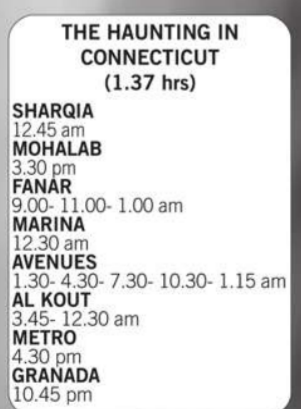 THE HAUNTING IN
CONNECTICUT
(1.37 hrs)
SHARQIA
12.45 am
MOHALAB
3.30 pm
FANAR
9.00- 11.00- 1.00 am
MARINA
12.30 am
AVENUES
1.30- 4.30- 7.30- 10.30- 1.15 am
AL KOUT
3.45- 12.30 am
METRO
4.30 pm
GRANADA
10.45 pm